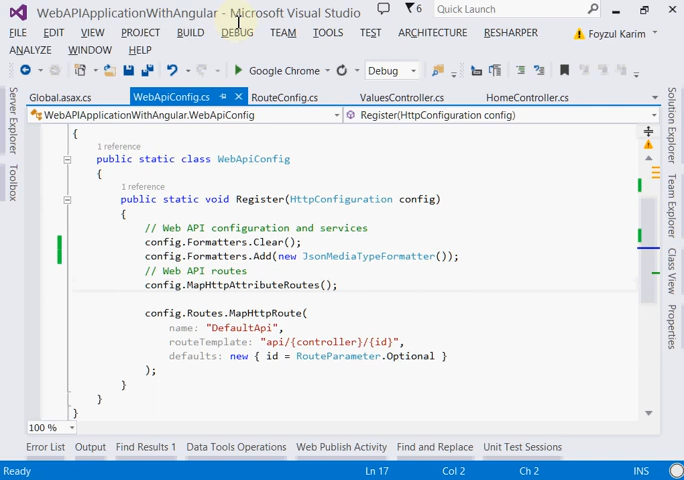 WebAPIApplicationWithAngular - Microsoft Visual Studio
6
Quick Launch
FILE EDIT VIEW PROJECT BUILD DEBUG TEAM TOOLS TEST ARCHITECTURE RESHARPER Foyzul Karim
ANALYZE WINDOW HELP
Google Chrome Debug
Global.asax.cs WebApiConfig.cs RouteConfig.cs ValuesController.cs HomeController.cs
WebAPIApplicationWithAngular.WebApiConfig Register(HttpConfiguration config)
{
1 reference
public static class WebApiConfig
{
1 reference
public static void Register(HttpConfiguration config)
{
// Web API configuration and services
config.Formatters.Clear();
config.Formatters.Add(new JsonMediaTypeFormatter());
// Web API routes
config.MapHttpAttributeRoutes();
config.Routes.MapHttpRoute(
name: "DefaultApi",
routeTemplate: "api/{controller}/{id}",
defaults: new { id = RouteParameter.Optional }
);
}
}
}
100 %
Server Explorer
Toolbox
Solution Explorer
Team Explorer
Class View
Properties
Error List Output Find Results 1 Data Tools Operations Web Publish Activity Find and Replace Unit Test Sessions
Ready Ln 17 Col 2 Ch 2 INS